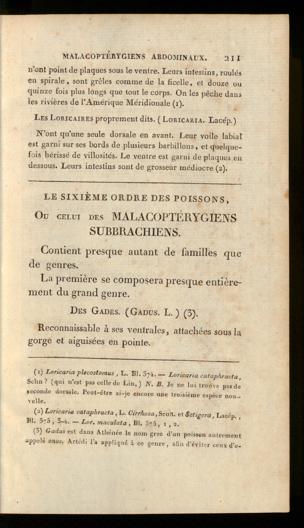 MALACOPTÉRYGIENS ABDOMINAUX. 211
n'ont point de plaques sous le ventre. Leurs intestins, roulés
en spirale, sont grêles comme de la ficelle, et douze ou
quinze fois plus longs que tout le corps. On les pêche dans
les rivières de l'Amérique Méridionale (1).
Les Loricaires proprement dits. (Loricaria. Lacép.)
N'ont qu'une seule dorsale en avant. Leur voile labial
est garni sur ses bords de plusieurs barbillons, et quelque-
fois hérissé de villosités. Le ventre est garni de plaques en
dessous. Leurs intestins sont de grosseur médiocre (2).
LE SIXIÈME ORDRE DES POISSONS,
Ou celui des MALACOPTÉRYGIENS
SUBBRACHIENS.
Contient presque autant de familles que
de genres.
La première se composera presque entière-
ment du grand genre.
Des Gades. (Gadus. L.) (3).
Reconnaissable à ses ventrales, attachées sous la
gorge et aiguisées en pointe.
(1) Loricaria plecostomus, L. Bl. 374. — Loricaria cataphracta,
Schn? (qui n'est pas celle de Lin.) N. B. Je ne lui trouve pas de
seconde dorsale. Peut-être ai-je encore une troisième espèce nou-
velle.
(2) Loricaria cataphracta, L. Cirrhosa, Schn. et Setigera, Lacép.,
Bl. 375, 3-4. — Lor. maculata, Bl. 375, 1, 2.
(3) Gadus est dans Athénée le nom grec d'un poisson autrement
appelé onus. Artédi l'a appliqué à ce genre, afin d'éviter ceux d'o-